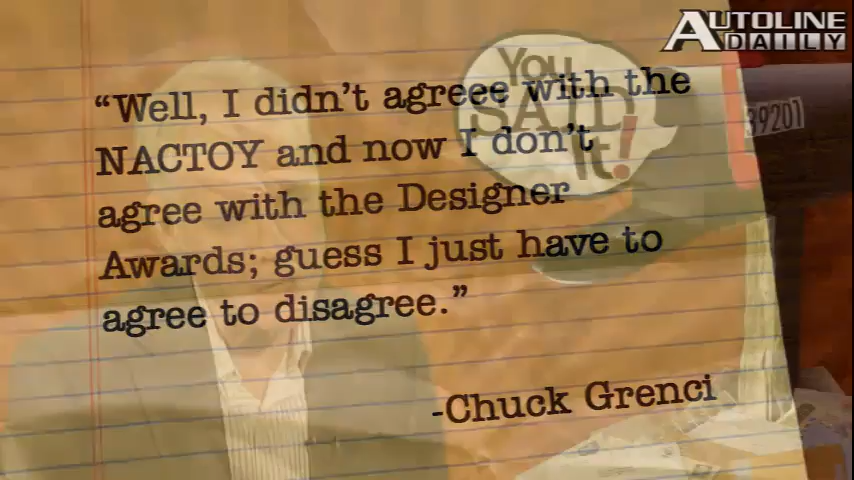 AUTOLINE
DAILY
You
SAID
It!
39201
“Well, I didn't agreee with the
NACTOY and now I don't
agree with the Designer
Awards; guess I just have to
agree to disagree.”
-Chuck Grenci